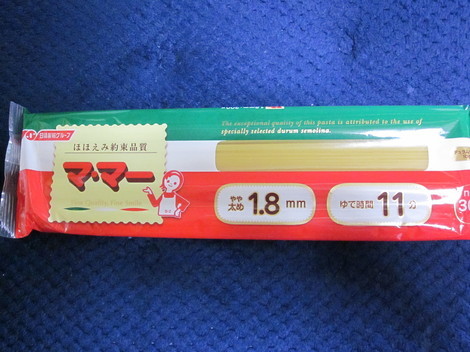 The exceptional quality of this pasta is attributed to the use of
specially selected durum semolina.
日清製粉グループ
ほほえみ約束品質
マ・マー
やや
太め
1.8 mm
ゆで時間 11 分